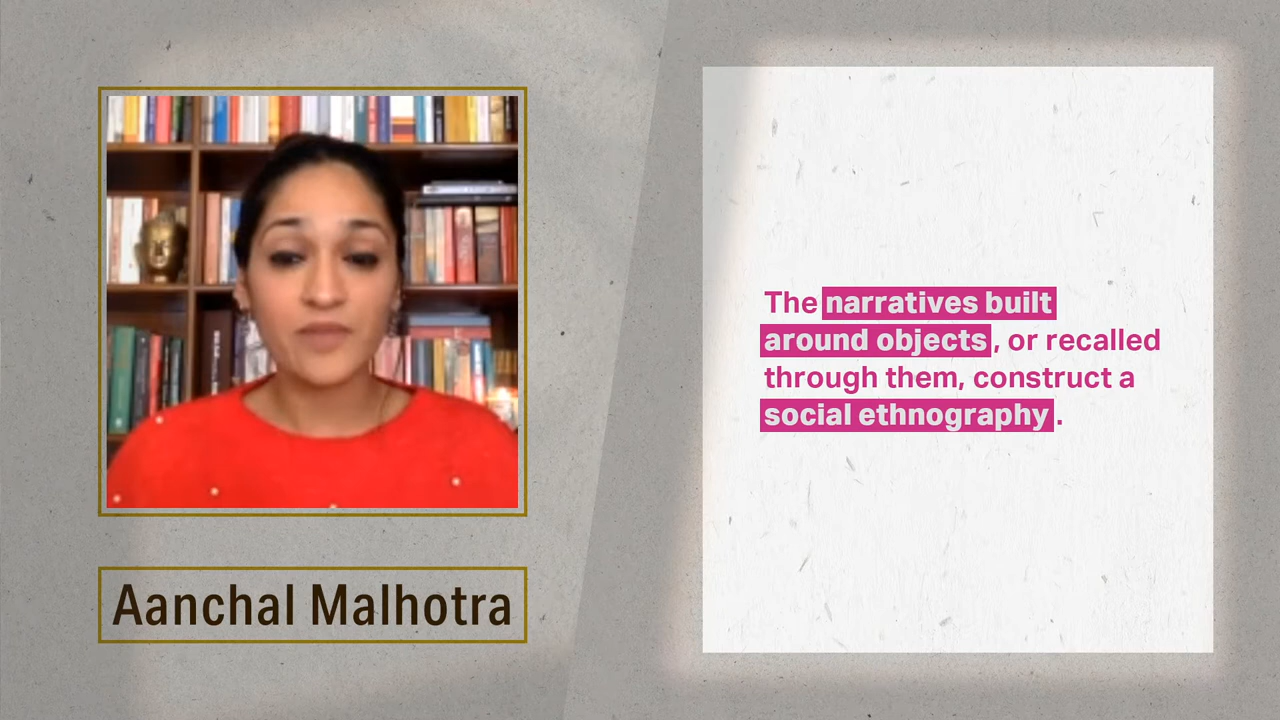 Aanchal Malhotra
The narratives built
around objects, or recalled
through them, construct a
social ethnography.